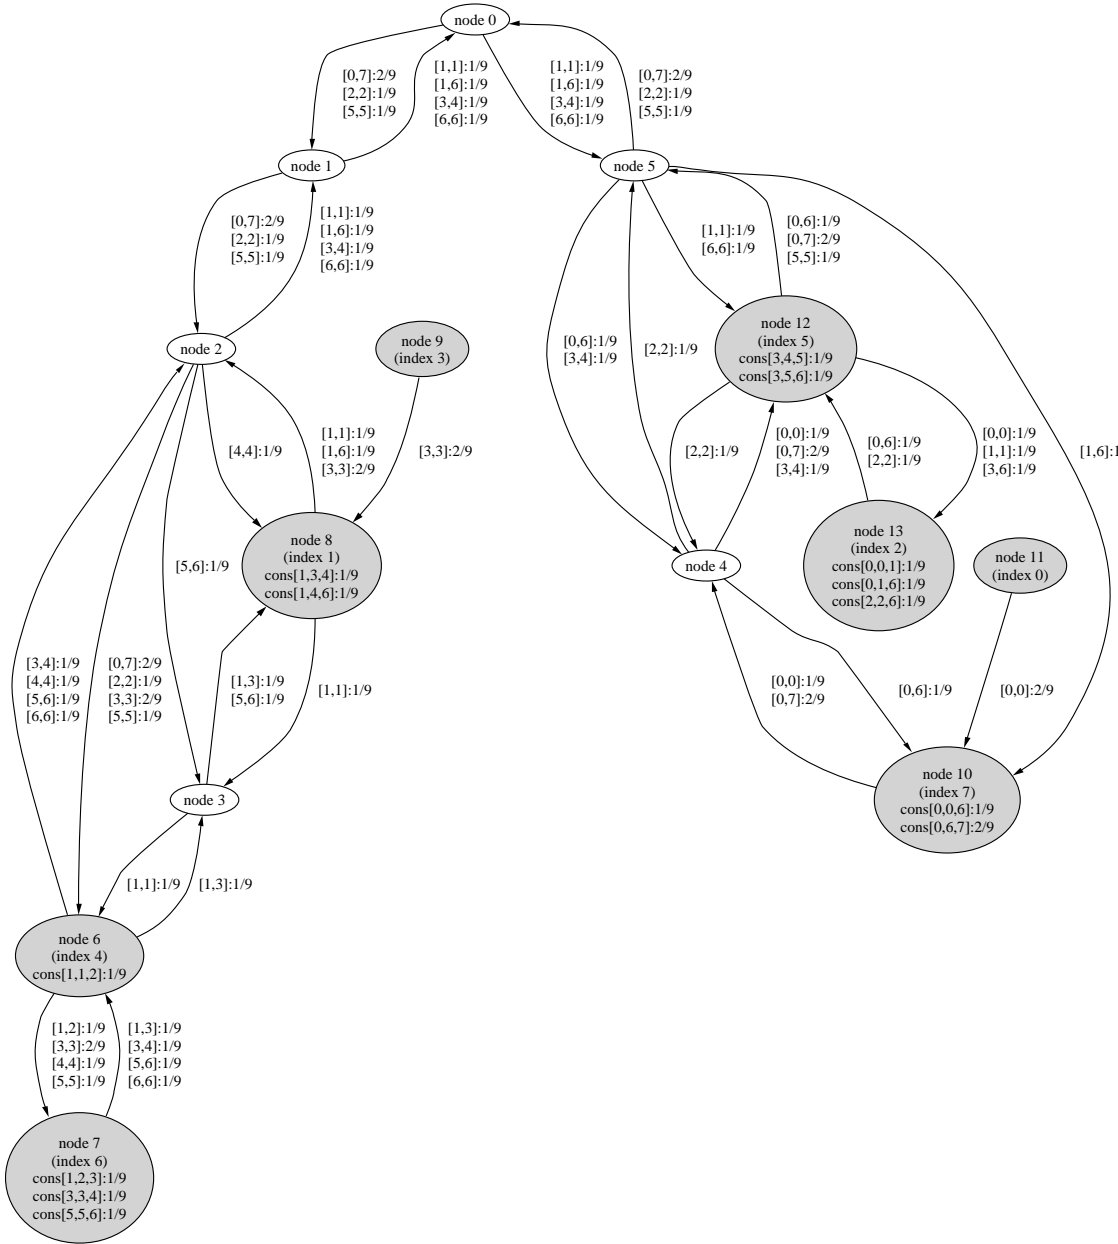 node 0
[0,7]:2/9
[2,2]:1/9
[5,5]:1/9
[1,1]:1/9
[1,6]:1/9
[3,4]:1/9
[6,6]:1/9
[1,1]:1/9
[1,6]:1/9
[3,4]:1/9
[6,6]:1/9
[0,7]:2/9
[2,2]:1/9
[5,5]:1/9
node 1
node 5
[0,7]:2/9
[2,2]:1/9
[5,5]:1/9
[1,1]:1/9
[1,6]:1/9
[3,4]:1/9
[6,6]:1/9
[1,1]:1/9
[6,6]:1/9
[0,6]:1/9
[0,7]:2/9
[5,5]:1/9
node 2
node 9
(index 3)
[0,6]:1/9
[3,4]:1/9
[2,2]:1/9
node 12
(index 5)
cons[3,4,5]:1/9
cons[3,5,6]:1/9
[4,4]:1/9
[1,1]:1/9
[1,6]:1/9
[3,3]:2/9
[3,3]:2/9
[2,2]:1/9
[0,0]:1/9
[0,7]:2/9
[3,4]:1/9
[0,6]:1/9
[2,2]:1/9
[0,0]:1/9
[1,1]:1/9
[3,6]:1/9
[1,6]:1
[5,6]:1/9
node 8
(index 1)
cons[1,3,4]:1/9
cons[1,4,6]:1/9
node 4
node 13
(index 2)
cons[0,0,1]:1/9
cons[0,1,6]:1/9
cons[2,2,6]:1/9
node 11
(index 0)
[3,4]:1/9
[4,4]:1/9
[5,6]:1/9
[6,6]:1/9
[0,7]:2/9
[2,2]:1/9
[3,3]:2/9
[5,5]:1/9
[1,3]:1/9
[5,6]:1/9
[1,1]:1/9
[0,0]:1/9
[0,7]:2/9
[0,6]:1/9
[0,0]:2/9
node 3
node 10
(index 7)
cons[0,0,6]:1/9
cons[0,6,7]:2/9
[1,1]:1/9
[1,3]:1/9
node 6
(index 4)
cons[1,1,2]:1/9
[1,2]:1/9
[3,3]:2/9
[4,4]:1/9
[5,5]:1/9
[1,3]:1/9
[3,4]:1/9
[5,6]:1/9
[6,6]:1/9
node 7
(index 6)
cons[1,2,3]:1/9
cons[3,3,4]:1/9
cons[5,5,6]:1/9